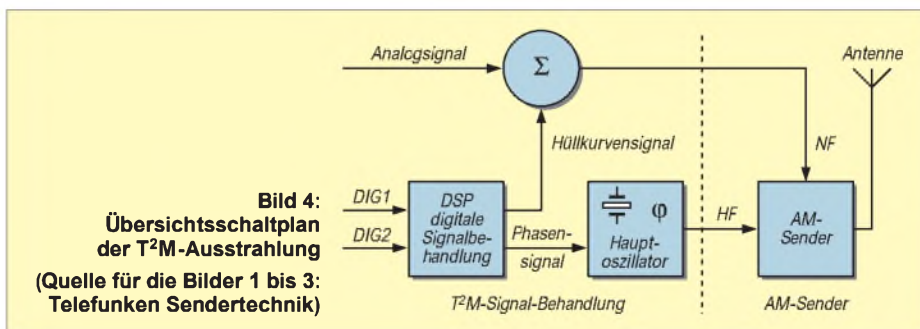 Analogsignal
Σ
Antenne
Hüllkurvensignal
NF
Bild 4:
Übersichtsschaltplan
der T²M-Ausstrahlung
(Quelle für die Bilder 1 bis 3:
Telefunken Sendertechnik)
DIG1
DIG2
DSP
digitale
Signalbe-
handlung
Phasen-
signal
φ
Haupt-
oszillator
HF
AM-
Sender
T²M-Signal-Behandlung
AM-Sender